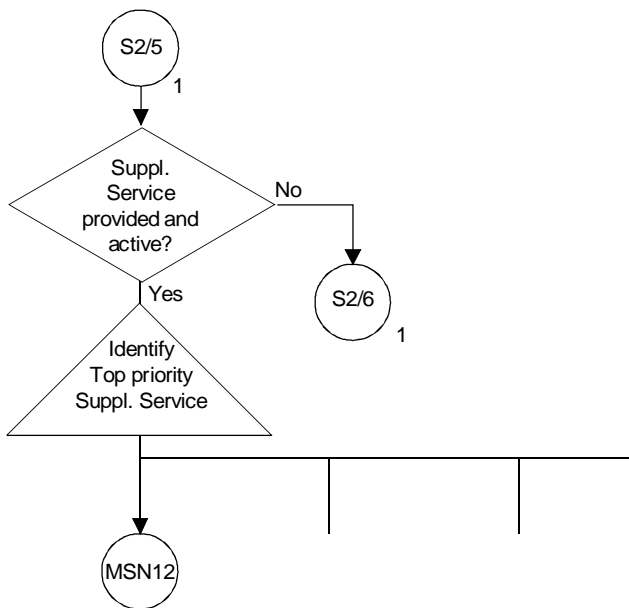 S2/5
1
Suppl.
Service
provided and
active?
No
S2/6
1
Yes
Identify
Top priority
Suppl. Service
MSN12